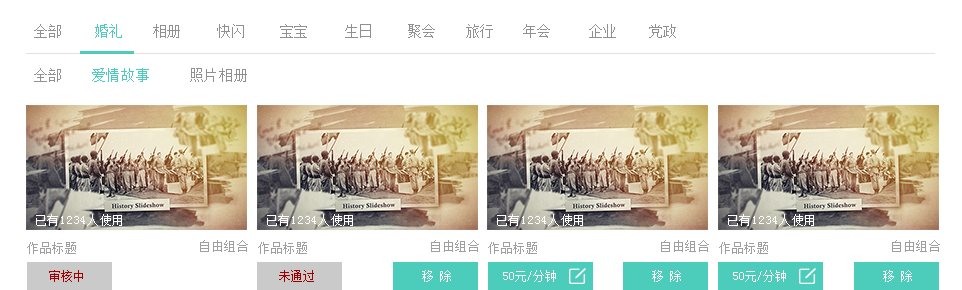 全部 婚礼 相册 快闪 宝宝 生日 聚会 旅行 年会 企业 党政
全部 爱情故事 照片相册
History Slideshow History Slideshow History Slideshow History Slideshow
已有1234人使用 已有1234人使用 已有1234人使用 已有1234人使用
作品标题 自由组合 作品标题 自由组合 作品标题 自由组合 作品标题 自由组合
审核中 未通过 移 除 50元/分钟 移 除 50元/分钟 移 除